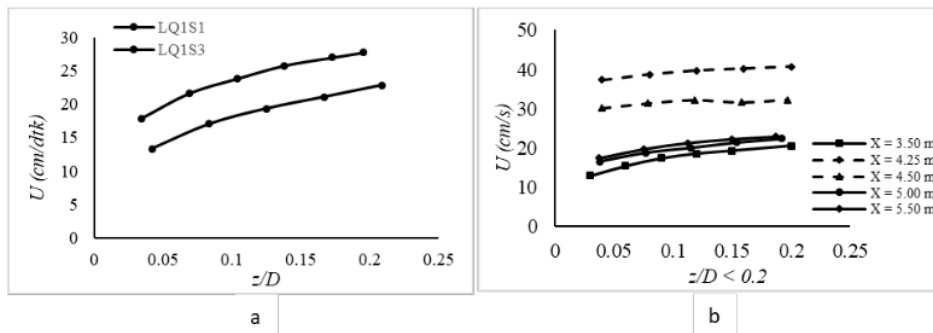 LQ1S1
LQ1S3
U (cm/dtk)
30
25
20
15
10
5
0
0
0.05
0.1
0.15
0.2
0.25
z/D
a
U (cm/s)
50
40
30
20
10
0
0
0.05
0.1
0.15
0.2
0.25
z/D < 0.2
X = 3.50 m
X = 4.25 m
X = 4.50 m
X = 5.00 m
X = 5.50 m
b